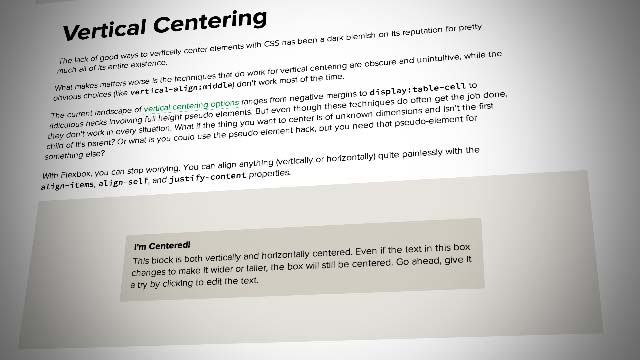 Vertical Centering
The lack of good ways to vertically center elements with CSS has been a dark blemish on its reputation for pretty
much all of its entire existence.
What makes matters worse is the techniques that do work for vertical centering are obscure and unintuitive, while the
obvious choices (like vertical-align:middle) don't work most of the time.
The current landscape of vertical centering options ranges from negative margins to display:table-cell to
ridiculous hacks involving full height pseudo elements. But even though these techniques do often get the job done,
they don't work in every situation. What if the thing you want to center is of unknown dimensions and isn't the first
child of it's parent? Or what is you could use the pseudo element hack, but you need that pseudo-element for
something else?
With Flexbox, you can stop worrying. You can align anything (vertically or horizontally) quite painlessly with the
align-items, align-self, and justify-content properties.
I'm Centered!
This block is both vertically and horizontally centered. Even if the text in this box
changes to make it wider or taller, the box will still be centered. Go ahead, give it
a try by clicking to edit the text.